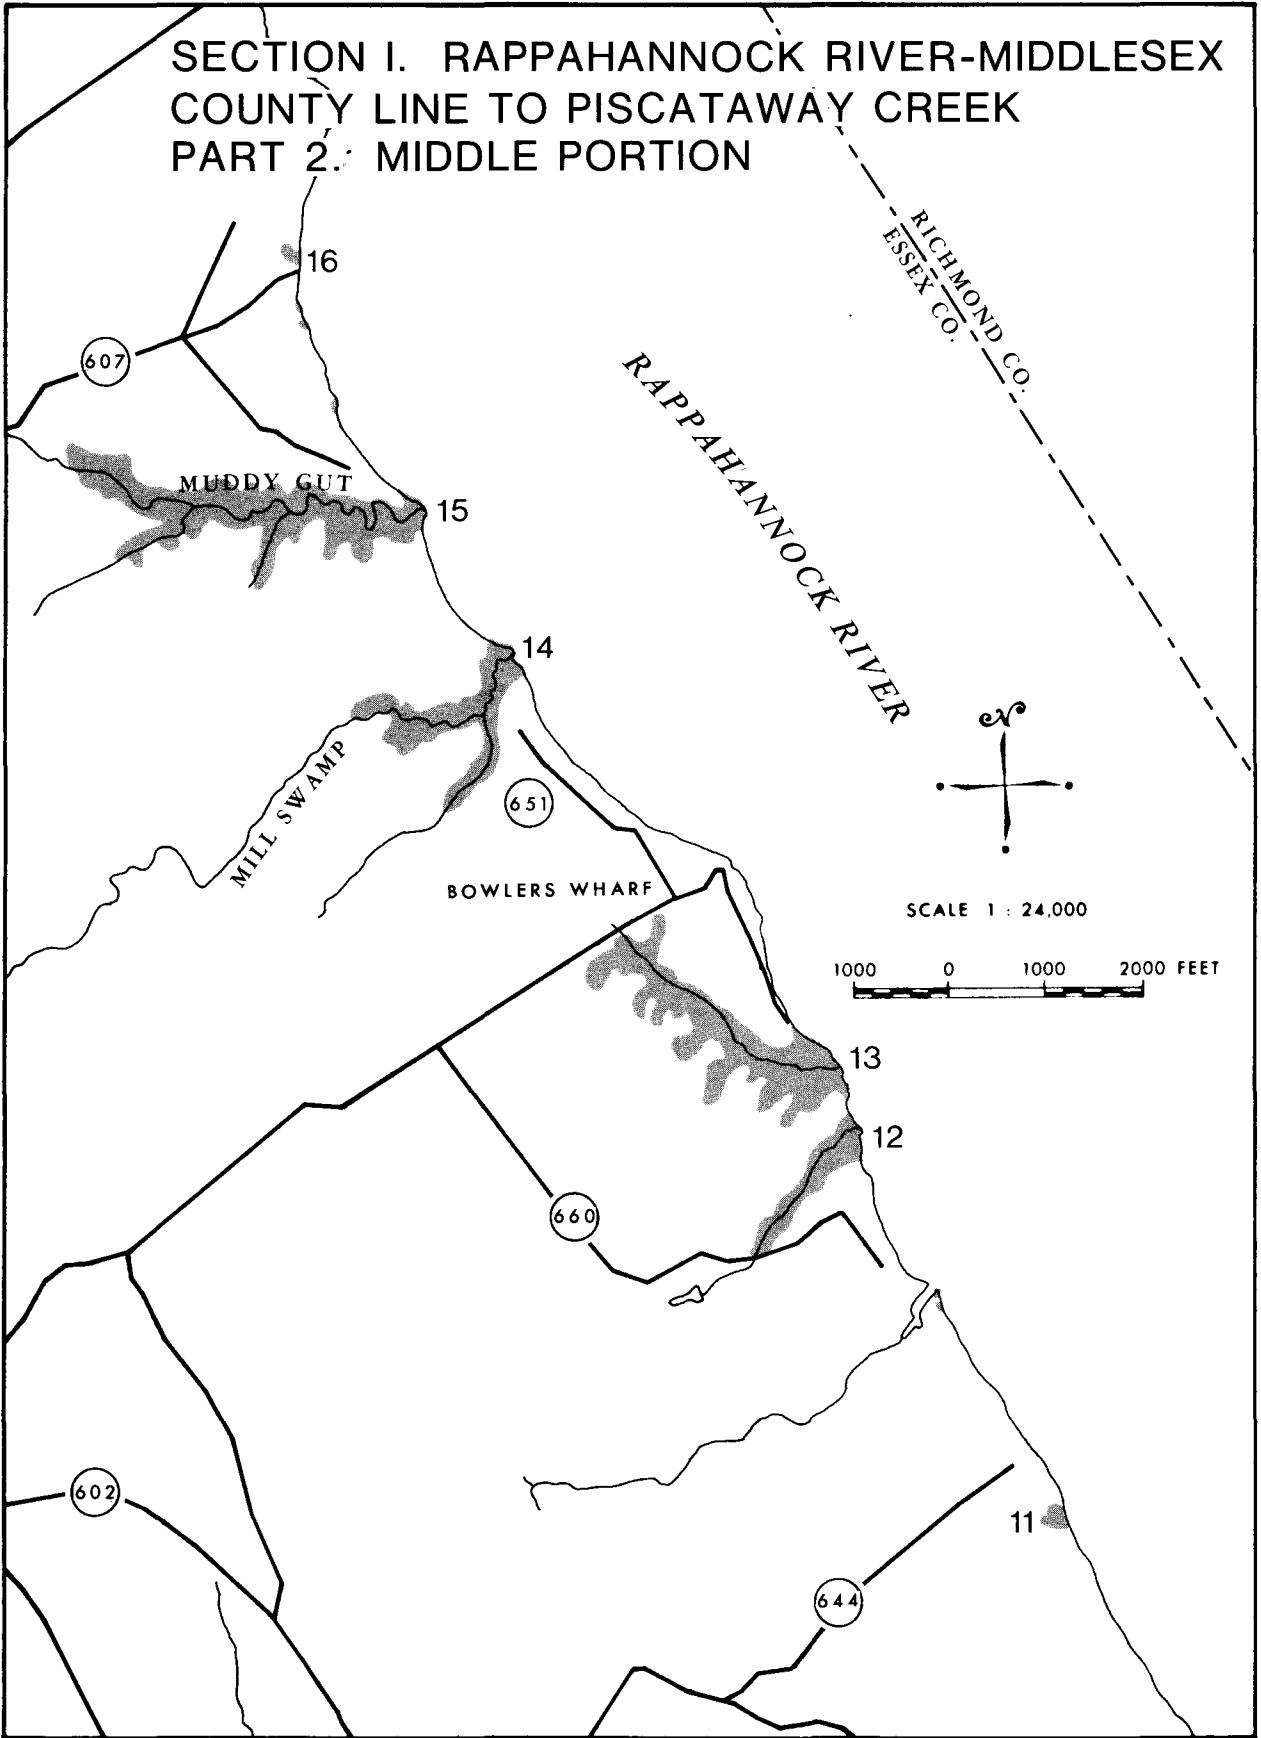 SECTION I. RAPPAHANNOCK RIVER-MIDDLESEX
COUNTY LINE TO PISCATAWAY CREEK
PART 2. MIDDLE PORTION
RICHMOND CO.
ESSEX CO.
16
607
RAPPAHANNOCK RIVER
MUDDY GUT
15
14
N
MILL SWAMP
651
BOWLERS WHARF
SCALE 1 : 24,000
1000 0 1000 2000 FEET
13
12
660
602
11
644